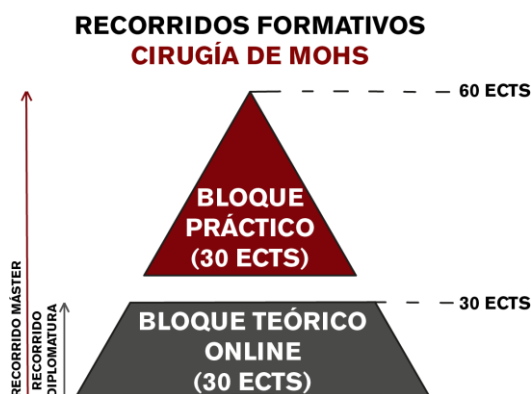 RECORRIDOS FORMATIVOS
CIRUGÍA DE MOHS
60 ECTS
BLOQUE
PRÁCTICO
(30 ECTS)
30 ECTS
BLOQUE TEÓRICO
ONLINE
(30 ECTS)
RECORRIDO MÁSTER
RECORRIDO
DIPLOMATURA